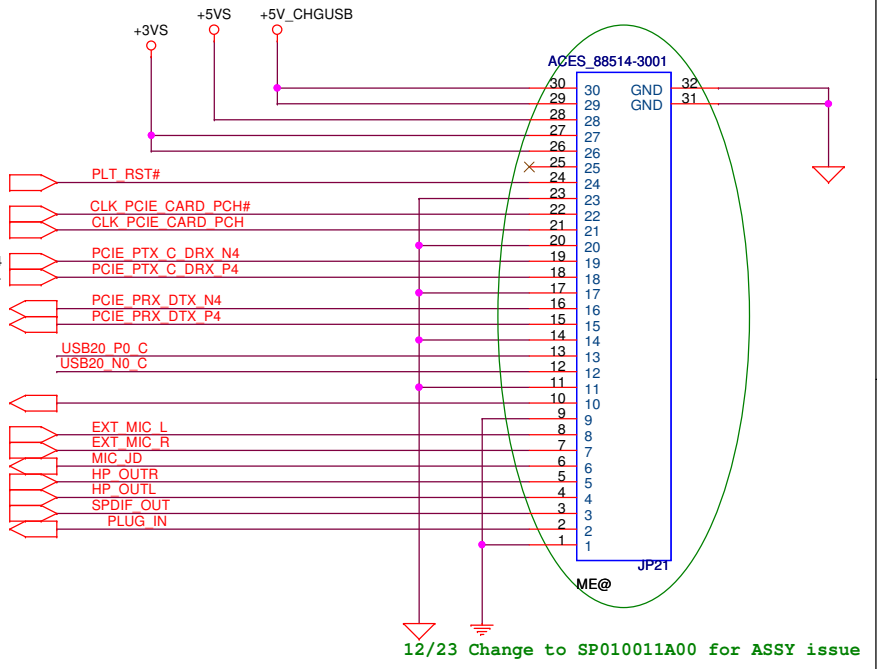 +3VS
+5VS
+5V_CHGUSB
ACES_88514-3001
30 30 GND 32
29 29 GND 31
28 28
27 27
26 26
25 25
PLT_RST# 24 24
23 23
CLK_PCIE_CARD_PCH# 22 22
CLK_PCIE_CARD_PCH 21 21
20 20
PCIE_PTX_C_DRX_N4 19 19
PCIE_PTX_C_DRX_P4 18 18
17 17
PCIE_PRX_DTX_N4 16 16
PCIE_PRX_DTX_P4 15 15
14 14
USB20_P0_C 13 13
USB20_N0_C 12 12
11 11
10 10
9 9
EXT_MIC_L 8 8
EXT_MIC_R 7 7
MIC_JD 6 6
HP_OUTR 5 5
HP_OUTL 4 4
SPDIF_OUT 3 3
PLUG_IN 2 2
1 1
JP21
ME@
12/23 Change to SP010011A00 for ASSY issue